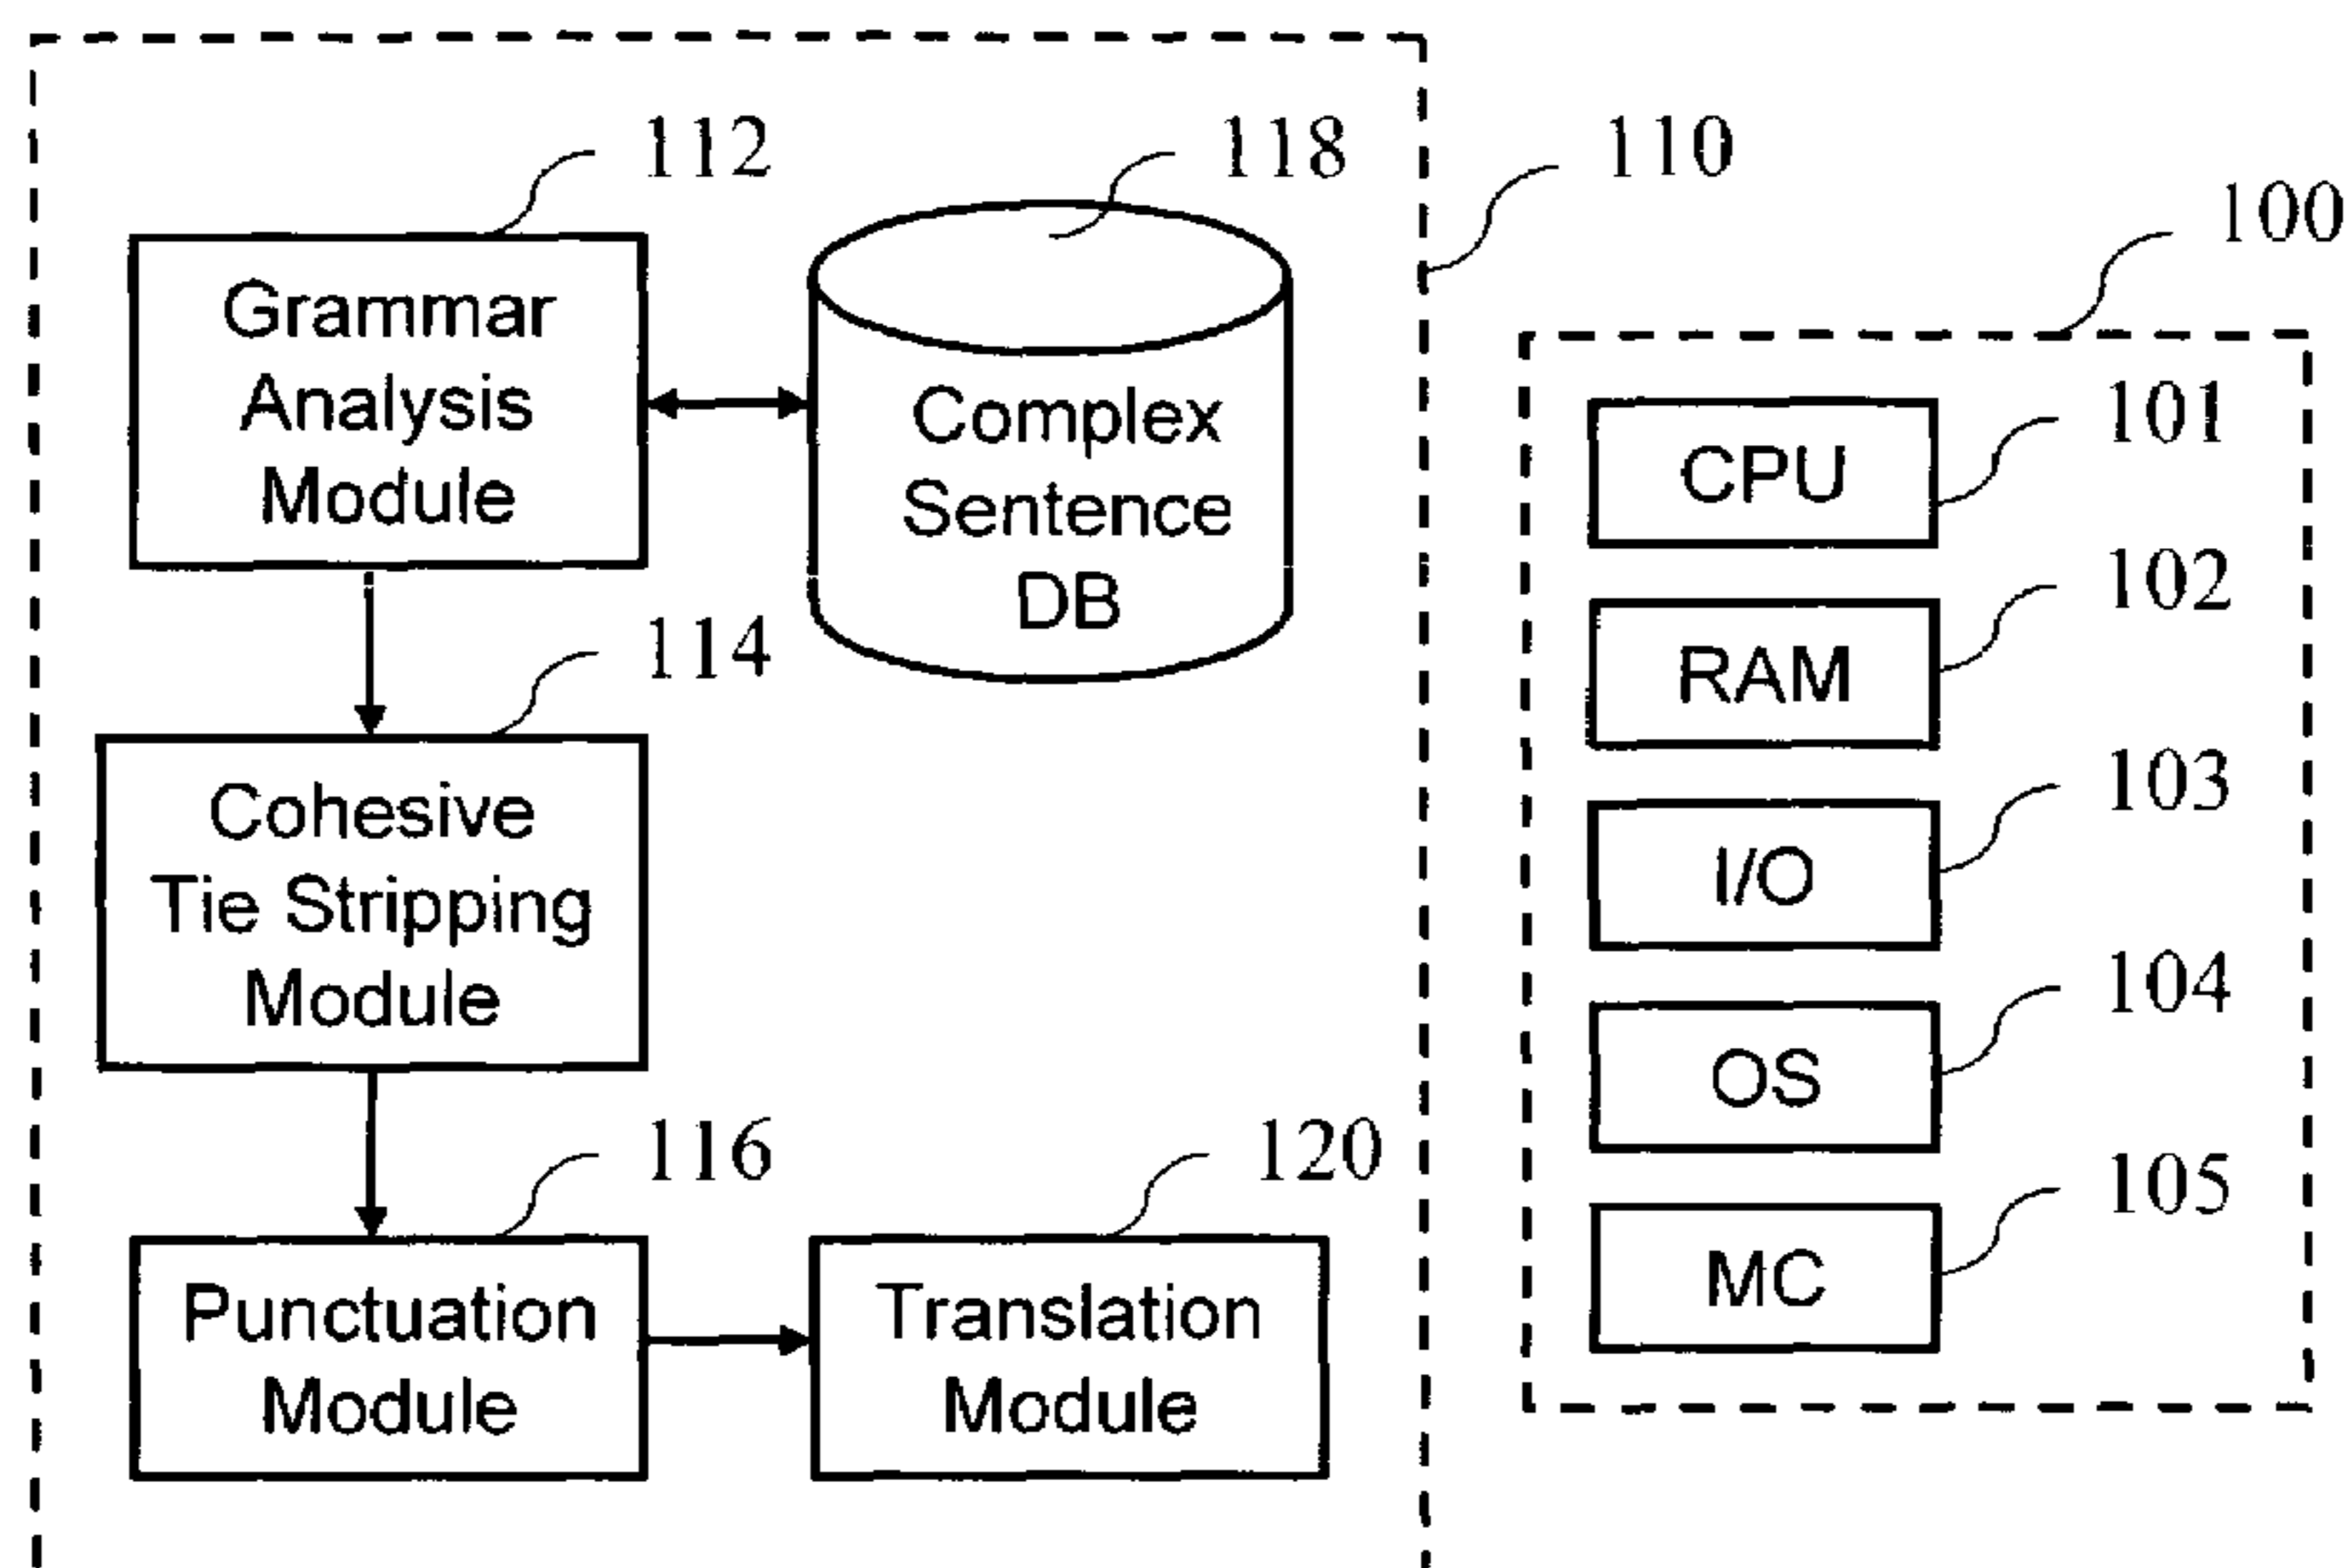 112
118
110
100
Grammar
Analysis
Module
Complex
Sentence
DB
CPU
101
RAM
102
114
Cohesive
Tie Stripping
Module
I/O
103
OS
104
116
120
Punctuation
Module
Translation
Module
MC
105